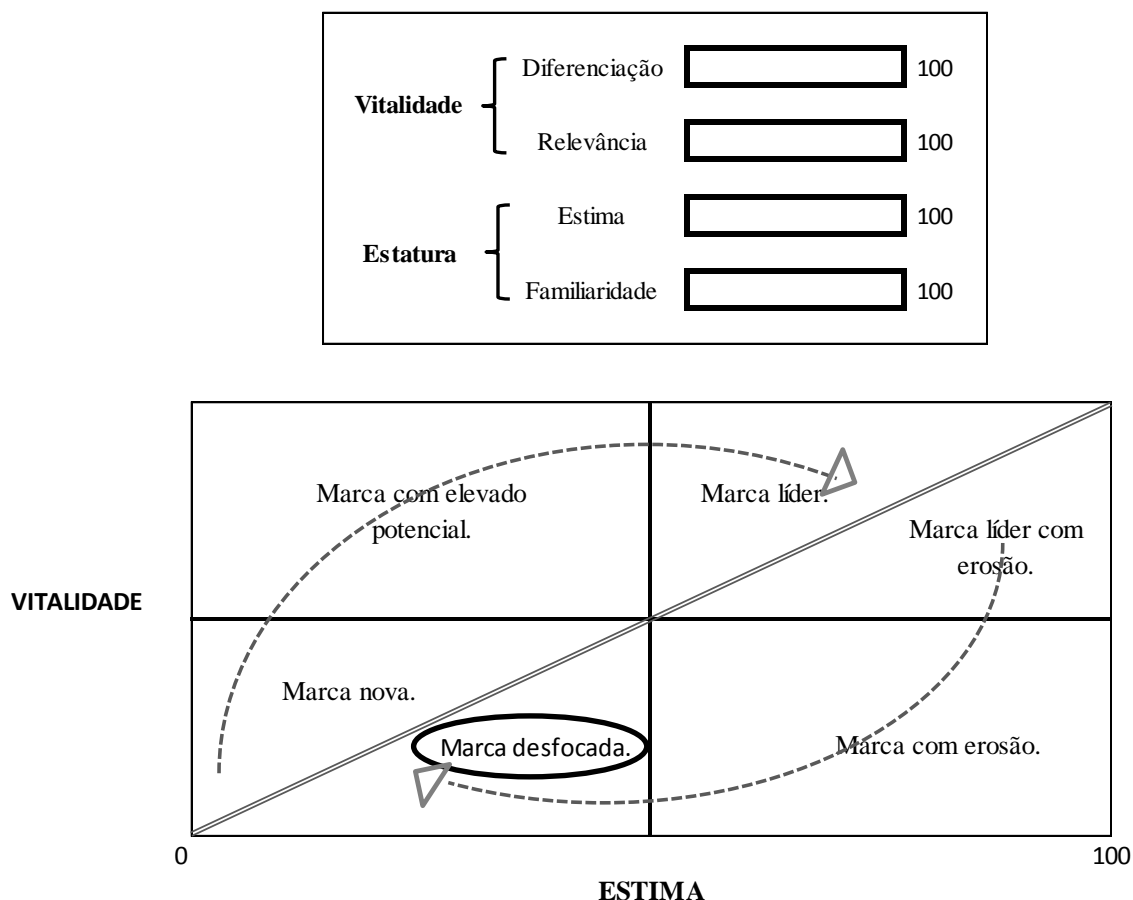 Diferenciação
100
Vitalidade
Relevância
100
Estima
100
Estatura
Familiaridade
100
Marca com elevado
potencial.
Marca líder.
Marca líder com
erosão.
VITALIDADE
Marca nova.
Marca desfocada.
Marca com erosão.
0
100
ESTIMA